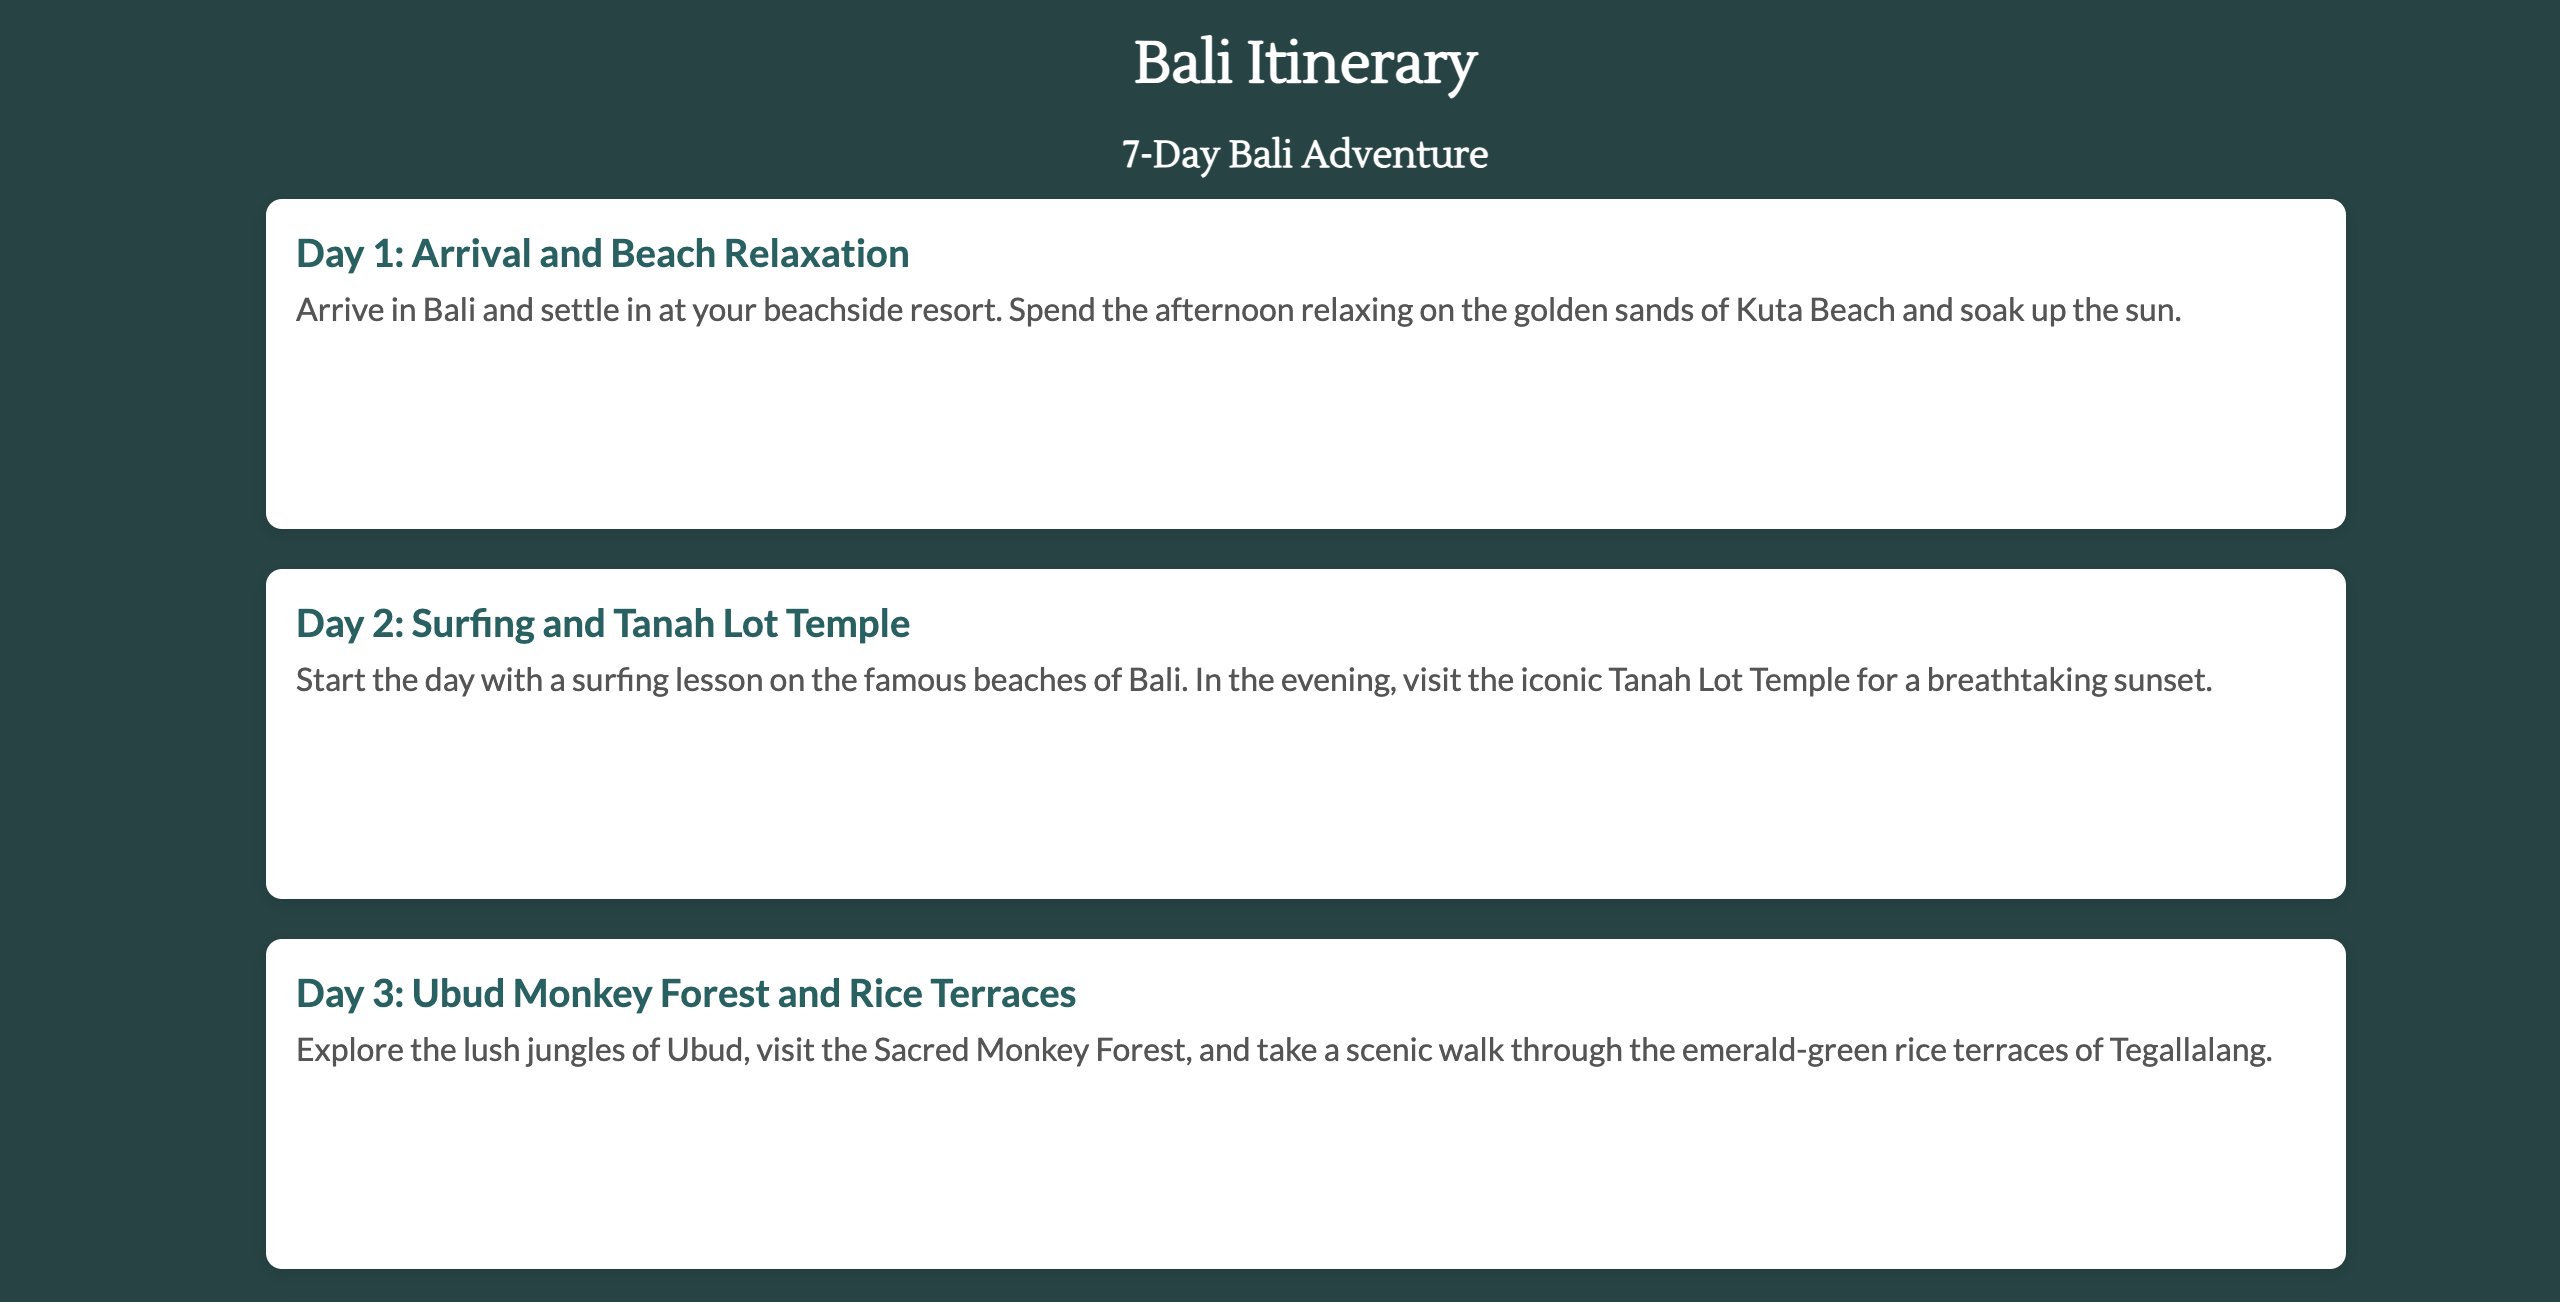 Bali Itinerary
7-Day Bali Adventure
Day 1: Arrival and Beach Relaxation
Arrive in Bali and settle in at your beachside resort. Spend the afternoon relaxing on the golden sands of Kuta Beach and soak up the sun.
Day 2: Surfing and Tanah Lot Temple
Start the day with a surfing lesson on the famous beaches of Bali. In the evening, visit the iconic Tanah Lot Temple for a breathtaking sunset.
Day 3: Ubud Monkey Forest and Rice Terraces
Explore the lush jungles of Ubud, visit the Sacred Monkey Forest, and take a scenic walk through the emerald-green rice terraces of Tegallalang.